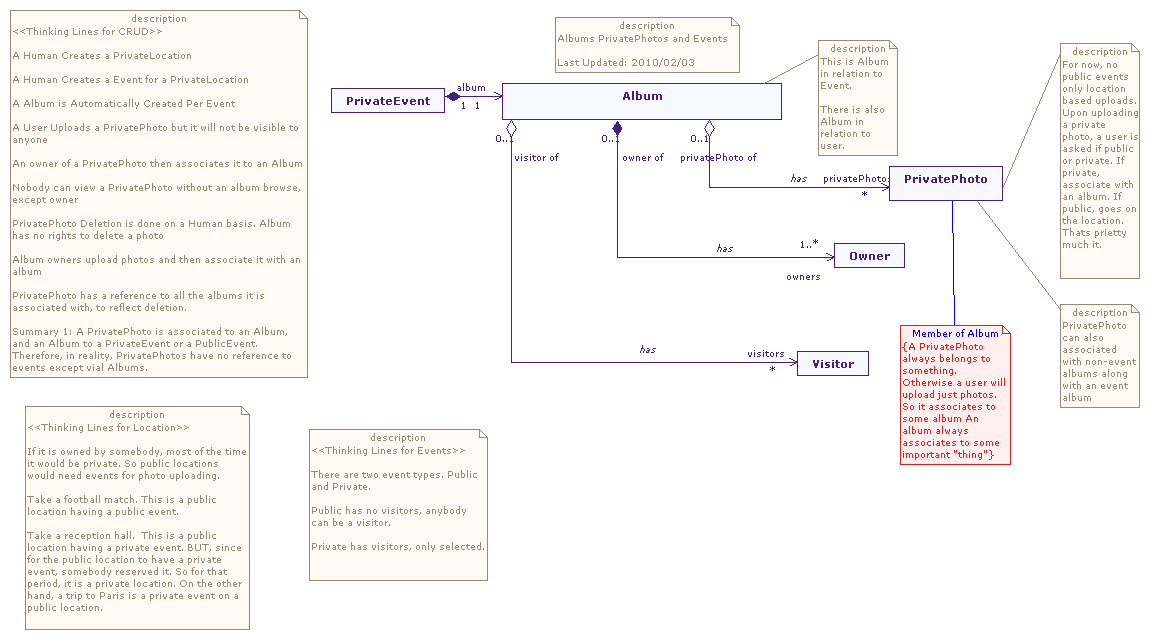 description
<<Thinking Lines for CRUD>>
A Human Creates a PrivateLocation
A Human Creates a Event for a PrivateLocation
A Album is Automatically Created Per Event
A User Uploads a PrivatePhoto but it will not be visible to
anyone
An owner of a PrivatePhoto then associates it to an Album
Nobody can view a PrivatePhoto without an album browse,
except owner
PrivatePhoto Deletion is done on a Human basis. Album
has no rights to delete a photo
Album owners upload photos and then associate it with an
album
PrivatePhoto has a reference to all the albums it is
associated with, to reflect deletion.
Summary 1: A PrivatePhoto is associated to an Album,
and an Album to a PrivateEvent or a PublicEvent.
Therefore, in reality, PrivatePhotos have no reference to
events except vial Albums.
description
Albums PrivatePhotos and Events
Last Updated: 2010/02/03
description
This is Album
in relation to
Event.
There is also
Album in
relation to
user.
description
For now, no
public events
only location
based uploads.
Upon uploading
a private
photo, a user is
asked if public
or private. If
private,
associate with
an album. If
public, goes on
the location.
Thats prietty
much it.
PrivateEvent
album
1 1
Album
0..1
visitor of
0..1
owner of
0..1
privatePhoto of
has
privatePhotos
*
PrivatePhoto
has
1..*
owners
Owner
has
visitors
*
Visitor
Member of Album
{A PrivatePhoto
always belongs to
something.
Otherwise a user will
upload just photos.
So it associates to
some album An
album always
associates to some
important "thing"}
description
PrivatePhoto
can also
associated
with non-event
albums along
with an event
album
description
<<Thinking Lines for Location>>
If it is owned by somebody, most of the time
it would be private. So public locations
would need events for photo uploading.
Take a football match. This is a public
location having a public event.
Take a reception hall.  This is a public
location having a private event. BUT, since
for the public location to have a private
event, somebody reserved it. So for that
period, it is a private location. On the other
hand, a trip to Paris is a private event on a
public location.
description
<<Thinking Lines for Events>>
There are two event types. Public
and Private.
Public has no visitors, anybody
can be a visitor.
Private has visitors, only selected.